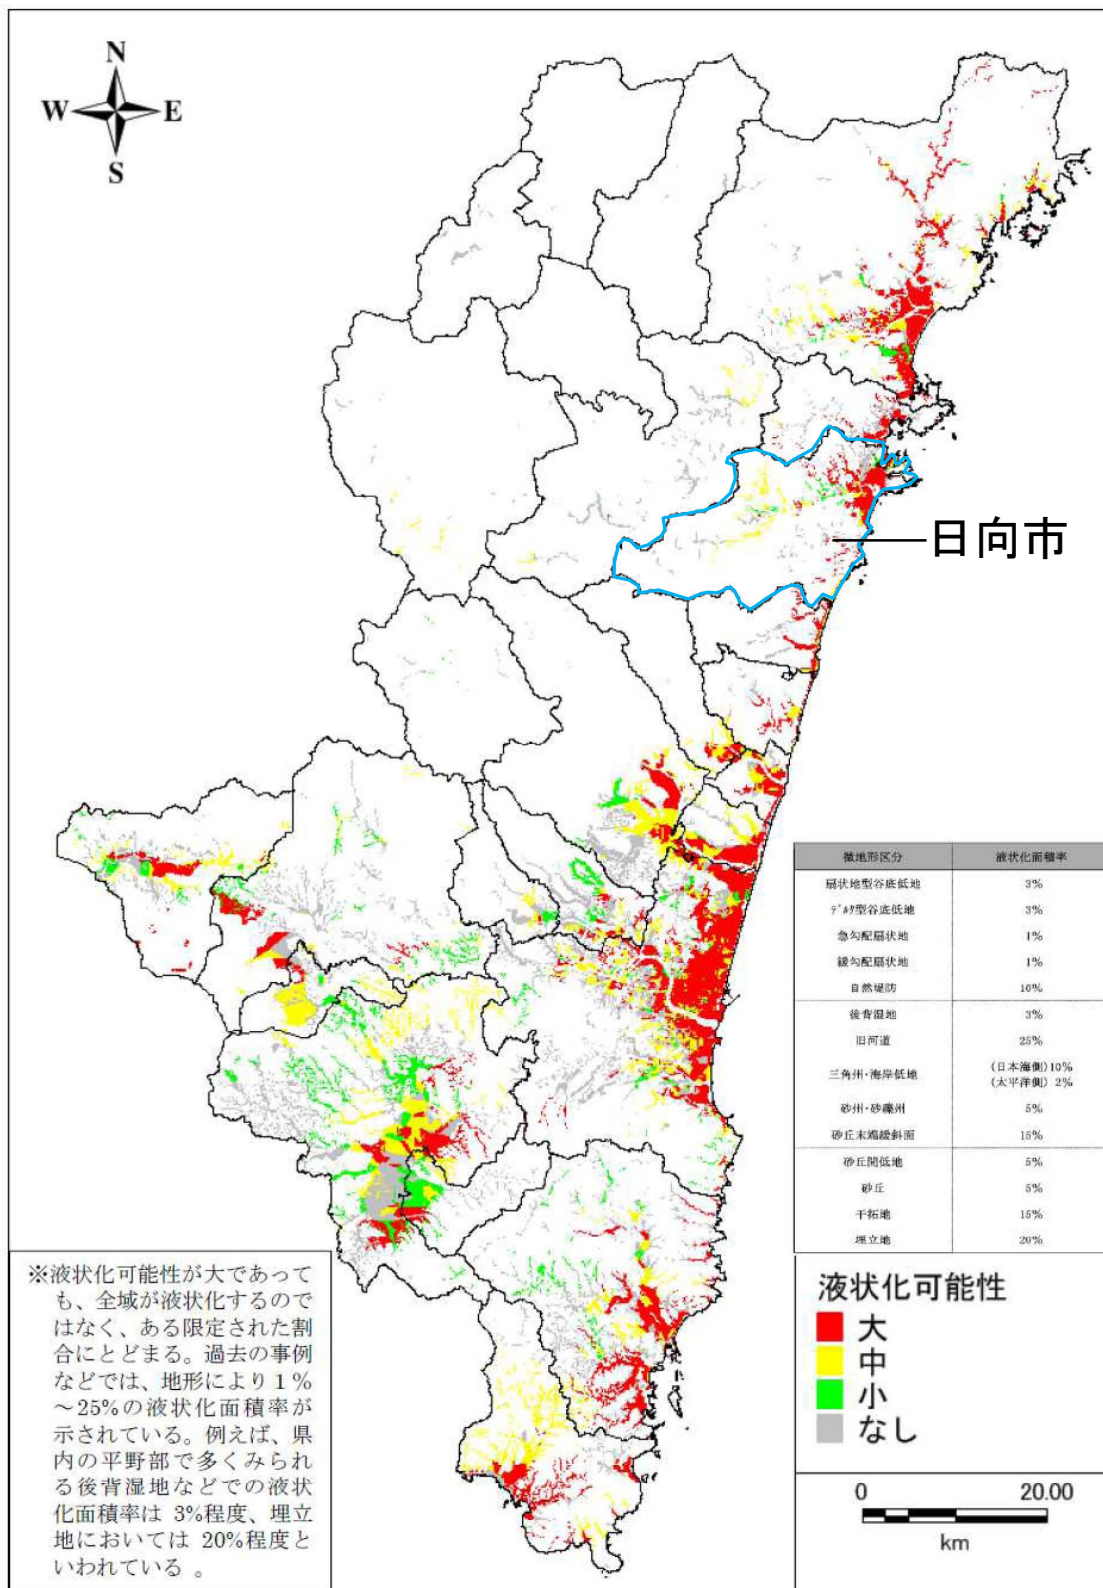 N
W E
S
日向市
微地形区分 液状化面積率
扇状地型谷底低地 3%
デルタ型谷底低地 3%
急勾配扇状地 1%
緩勾配扇状地 1%
自然堤防 10%
後背湿地 3%
旧河道 25%
三角州・海岸低地 (日本海側)10%
(太平洋側) 2%
砂州・砂礫州 5%
砂丘末端緩斜面 15%
砂丘間低地 5%
砂丘 5%
干拓地 15%
埋立地 20%
※液状化可能性が大であって
も、全域が液状化するのでは
はなく、ある限定された割
合にとどまる。過去の事例
などでは、地形により1%
~25%の液状化面積率が
示されている。例えば、県
内の平野部で多くみられ
る後背湿地などでの液状
化面積率は 3%程度、埋立
地においては 20%程度と
いわれている 。
液状化可能性
大
中
小
なし
0 20.00
km